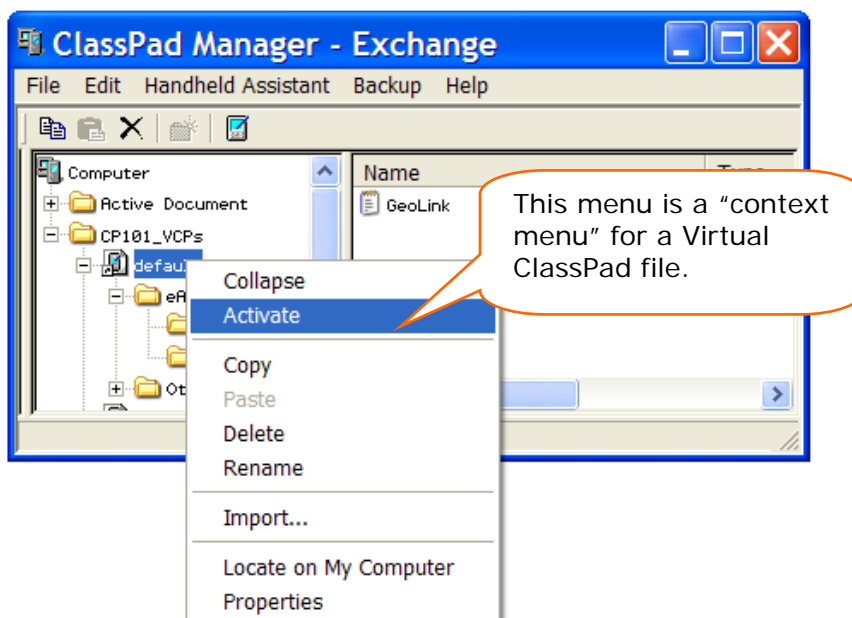 ClassPad Manager - Exchange
File Edit Handheld Assistant Backup Help
Computer
Active Document
CP101_VCPs
Name
GeoLink
This menu is a “context
menu” for a Virtual
ClassPad file.
Collapse
Activate
Copy
Paste
Delete
Rename
Import...
Locate on My Computer
Properties